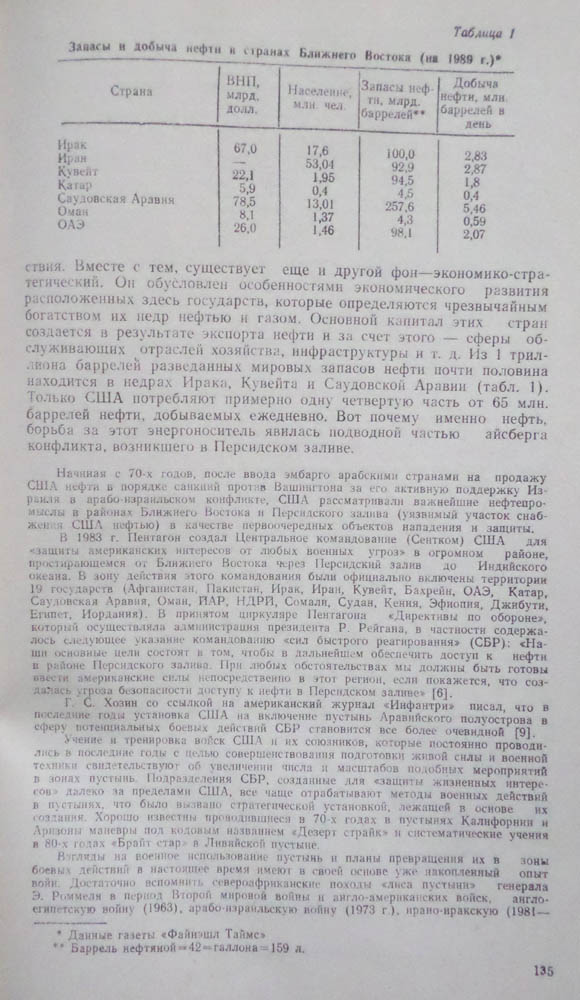 Таблица 1
Запасы и добыча нефти в странах Ближнего Востока (на 1989 г.)*
Страна | ВНП, млрд. долл. | Население, млн. чел. | Запасы неф- ти, млрд. баррелей** | Добыча нефти, млн. баррелей в день
Ирак 67,0 17,6 100,0 2,83
Иран — 53,04 92,9 2,87
Кувейт 22,1 1,95 94,5 1,8
Катар 5,9 0,4 4,5 0,4
Саудовская Аравия 78,5 13,01 257,6 5,46
Оман 8,1 1,37 4,3 0,59
ОАЭ 26,0 1,46 98,1 2,07
ствия. Вместе с тем, существует еще и другой фон—экономико-стра-
тегический. Он обусловлен особенностями экономического развития
расположенных здесь государств, которые определяются чрезвычайным
богатством их недр нефтью и газом. Основной капитал этих стран
создается в результате экспорта нефти и за счет этого — сферы об-
служивающих отраслей хозяйства, инфраструктуры и т. д. Из 1 трил-
лиона баррелей разведанных мировых запасов нефти почти половина
находится в недрах Ирака, Кувейта и Саудовской Аравии (табл. 1).
Только США потребляют примерно одну четвертую часть от 65 млн.
баррелей нефти, добываемых ежедневно. Вот почему именно нефть,
борьба за этот энергоноситель явилась подводной частью айсберга
конфликта, возникшего в Персидском заливе.
Начиная с 70-х годов, после ввода эмбарго арабскими странами на продажу
США нефти в порядке санкций против Вашингтона за его активную поддержку Из-
раиля в арабо-израильском конфликте, США рассматривали важнейшие нефтепро-
мыслы в районах Ближнего Востока и Персидского залива (уязвимый участок снаб-
жения США нефтью) в качестве первоочередных объектов нападения и защиты.
В 1983 г. Пентагон создал Центральное командование (Сентком) США для
«защиты американских интересов от любых военных угроз» в огромном районе,
простирающемся от Ближнего Востока через Персидский залив до Индийского
океана. В зону действия этого командования были официально включены территории
19 государств (Афганистан, Пакистан, Ирак, Иран, Кувейт, Бахрейн, ОАЭ, Катар,
Саудовская Аравия, Оман, ЙАР, НДРЙ, Сомали, Судан, Кения, Эфиопия, Джибути,
Египет, Иордания). В принятом циркуляре Пентагона «Директивы по обороне»,
который осуществляла администрация президента Р. Рейгана, в частности содержа-
лось следующее указание командованию «сил быстрого реагирования» (СБР): «На-
ши основные цели состоят в том, чтобы в дальнейшем обеспечить доступ к нефти
в районе Персидского залива. При любых обстоятельствах мы должны быть готовы
ввести американские силы непосредственно в этот регион, если покажется, что соз-
далась угроза безопасности доступу к нефти в Персидском заливе» [6].
Г. С. Хозин со ссылкой на американский журнал «Инфантри» писал, что в
последние годы установка США на включение пустынь Аравийского полуострова в
сферу потенциальных боевых действий СБР становится все более очевидной [9].
Учение и тренировка войск США и их союзников, которые постоянно проводи-
лись в последние годы с целью совершенствования подготовки живой силы и военной
техники свидетельствуют об увеличении числа и масштабов подобных мероприятий
в зонах пустынь. Подразделения СБР, созданные для «защиты жизненных интере-
сов» далеко за пределами США, все чаще отрабатывают методы военных действий
в пустынях, что было вызвано стратегической установкой, лежащей в основе их
создания. Хорошо известны проводившиеся в 70-х годах в пустынях Калифорнии и
Аризоны маневры под кодовым названием «Дезерт страйк» и систематические учения
в 80-х годах «Брайт стар» в Ливийской пустыне.
Взгляды на военное использование пустынь и планы превращения их в зоны
боевых действий в настоящее время имеют в своей основе уже накопленный опыт
войн. Достаточно вспомнить североафриканские походы «лиса пустыни» генерала
Э. Роммеля в период Второй мировой войны и англо-американских войск, англо-
египетскую войну (1963), арабо-израильскую войну (1973 г.), ирано-иракскую (1981—
* Данные газеты «Файнэшл Таймс»
** Баррель нефтяной=42=галлона=159 л.
135